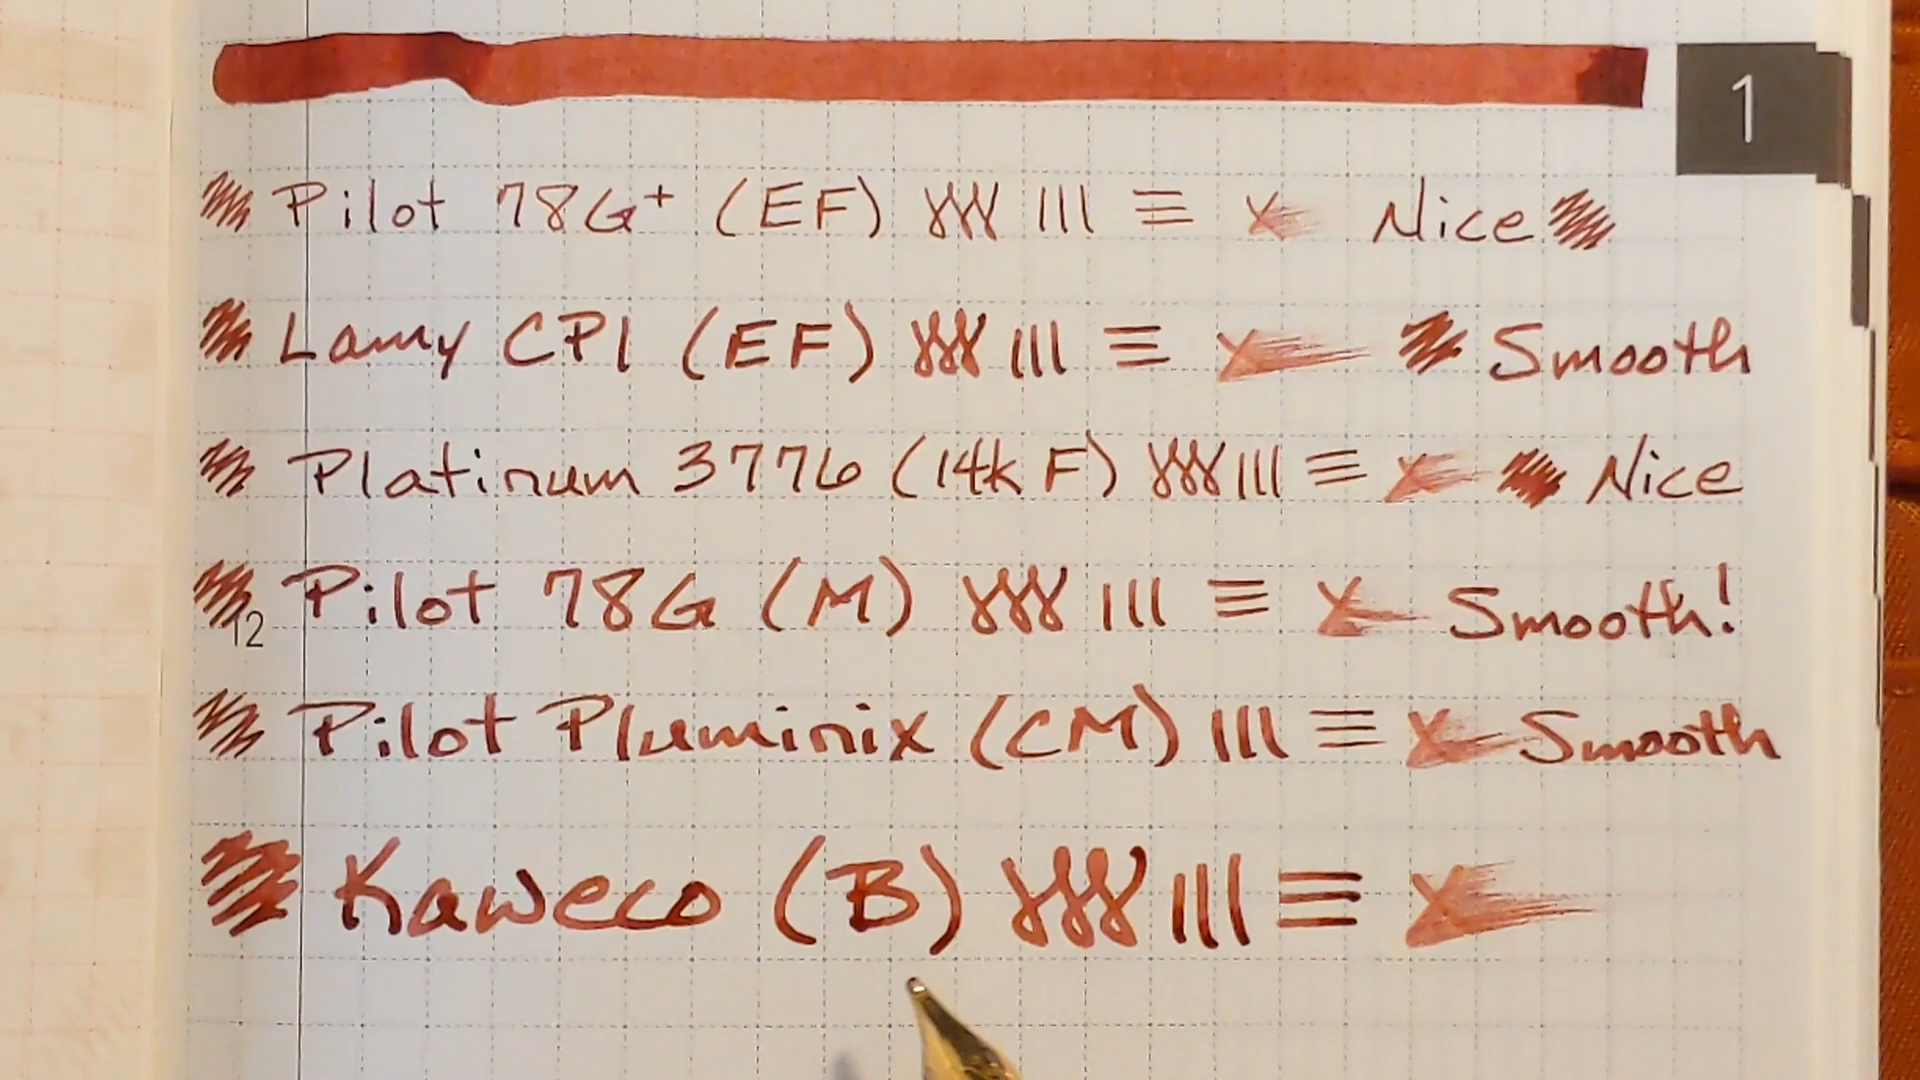 1
Pilot 78G+ (EF) Nice
Lamy CP1 (EF) Smooth
Platinum 3776 (14k F) Nice
Pilot 78G (M) Smooth!
12
Pilot Pluminix (CM) Smooth
Kaweco (B)